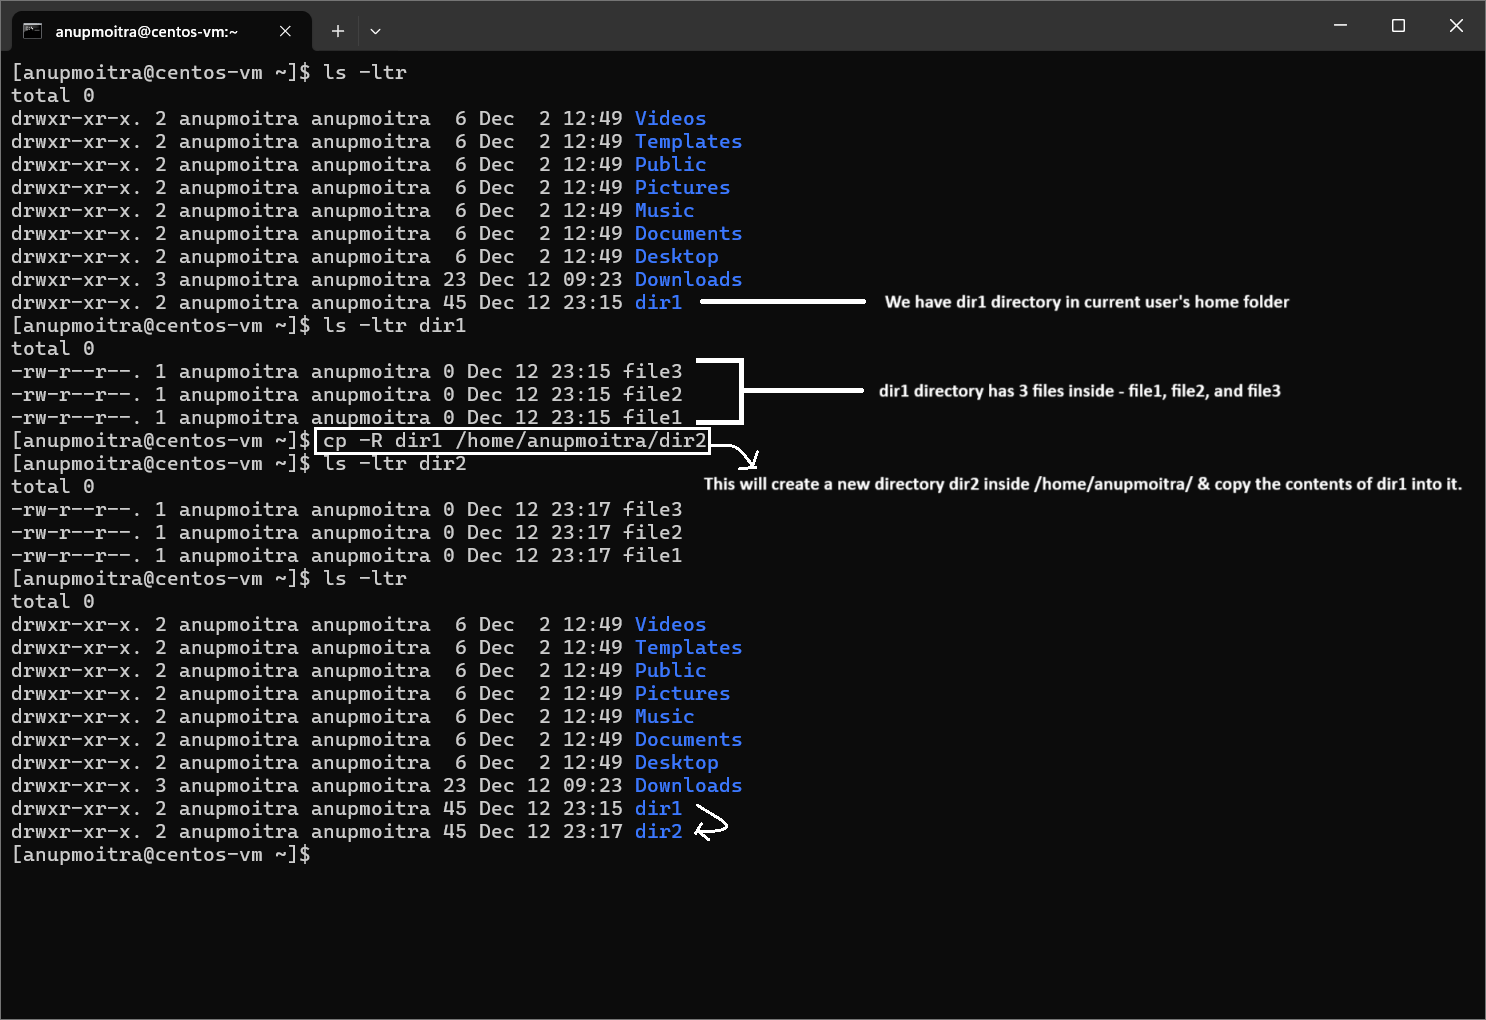 anupmoitra@centos-vm:~
[anupmoitra@centos-vm ~]$ ls -ltr
total 0
drwxr-xr-x. 2 anupmoitra anupmoitra  6 Dec  2 12:49 Videos
drwxr-xr-x. 2 anupmoitra anupmoitra  6 Dec  2 12:49 Templates
drwxr-xr-x. 2 anupmoitra anupmoitra  6 Dec  2 12:49 Public
drwxr-xr-x. 2 anupmoitra anupmoitra  6 Dec  2 12:49 Pictures
drwxr-xr-x. 2 anupmoitra anupmoitra  6 Dec  2 12:49 Music
drwxr-xr-x. 2 anupmoitra anupmoitra  6 Dec  2 12:49 Documents
drwxr-xr-x. 2 anupmoitra anupmoitra  6 Dec  2 12:49 Desktop
drwxr-xr-x. 3 anupmoitra anupmoitra 23 Dec 12 09:23 Downloads
drwxr-xr-x. 2 anupmoitra anupmoitra 45 Dec 12 23:15 dir1
We have dir1 directory in current user's home folder
[anupmoitra@centos-vm ~]$ ls -ltr dir1
total 0
-rw-r--r--. 1 anupmoitra anupmoitra 0 Dec 12 23:15 file3
-rw-r--r--. 1 anupmoitra anupmoitra 0 Dec 12 23:15 file2
dir1 directory has 3 files inside - file1, file2, and file3
-rw-r--r--. 1 anupmoitra anupmoitra 0 Dec 12 23:15 file1
[anupmoitra@centos-vm ~]$ cp -R dir1 /home/anupmoitra/dir2
[anupmoitra@centos-vm ~]$ ls -ltr dir2
total 0
This will create a new directory dir2 inside /home/anupmoitra/ & copy the contents of dir1 into it.
-rw-r--r--. 1 anupmoitra anupmoitra 0 Dec 12 23:17 file3
-rw-r--r--. 1 anupmoitra anupmoitra 0 Dec 12 23:17 file2
-rw-r--r--. 1 anupmoitra anupmoitra 0 Dec 12 23:17 file1
[anupmoitra@centos-vm ~]$ ls -ltr
total 0
drwxr-xr-x. 2 anupmoitra anupmoitra  6 Dec  2 12:49 Videos
drwxr-xr-x. 2 anupmoitra anupmoitra  6 Dec  2 12:49 Templates
drwxr-xr-x. 2 anupmoitra anupmoitra  6 Dec  2 12:49 Public
drwxr-xr-x. 2 anupmoitra anupmoitra  6 Dec  2 12:49 Pictures
drwxr-xr-x. 2 anupmoitra anupmoitra  6 Dec  2 12:49 Music
drwxr-xr-x. 2 anupmoitra anupmoitra  6 Dec  2 12:49 Documents
drwxr-xr-x. 2 anupmoitra anupmoitra  6 Dec  2 12:49 Desktop
drwxr-xr-x. 3 anupmoitra anupmoitra 23 Dec 12 09:23 Downloads
drwxr-xr-x. 2 anupmoitra anupmoitra 45 Dec 12 23:15 dir1
drwxr-xr-x. 2 anupmoitra anupmoitra 45 Dec 12 23:17 dir2
[anupmoitra@centos-vm ~]$